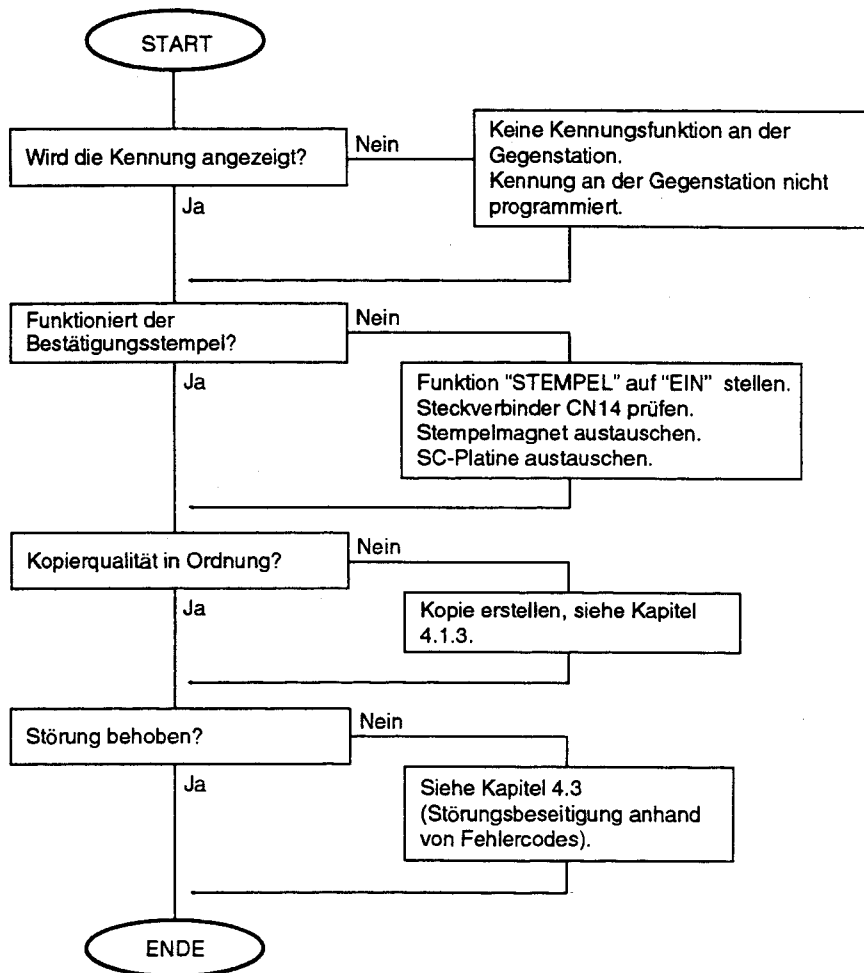 START
Wird die Kennung angezeigt?
Nein
Keine Kennungsfunktion an der
Gegenstation.
Kennung an der Gegenstation nicht
programmiert.
Ja
Funktioniert der
Bestätigungsstempel?
Nein
Ja
Funktion "STEMPEL" auf "EIN" stellen.
Steckverbinder CN14 prüfen.
Stempelmagnet austauschen.
SC-Platine austauschen.
Kopierqualität in Ordnung?
Nein
Ja
Kopie erstellen, siehe Kapitel
4.1.3.
Störung behoben?
Nein
Ja
Siehe Kapitel 4.3
(Störungsbeseitigung anhand
von Fehlercodes).
ENDE